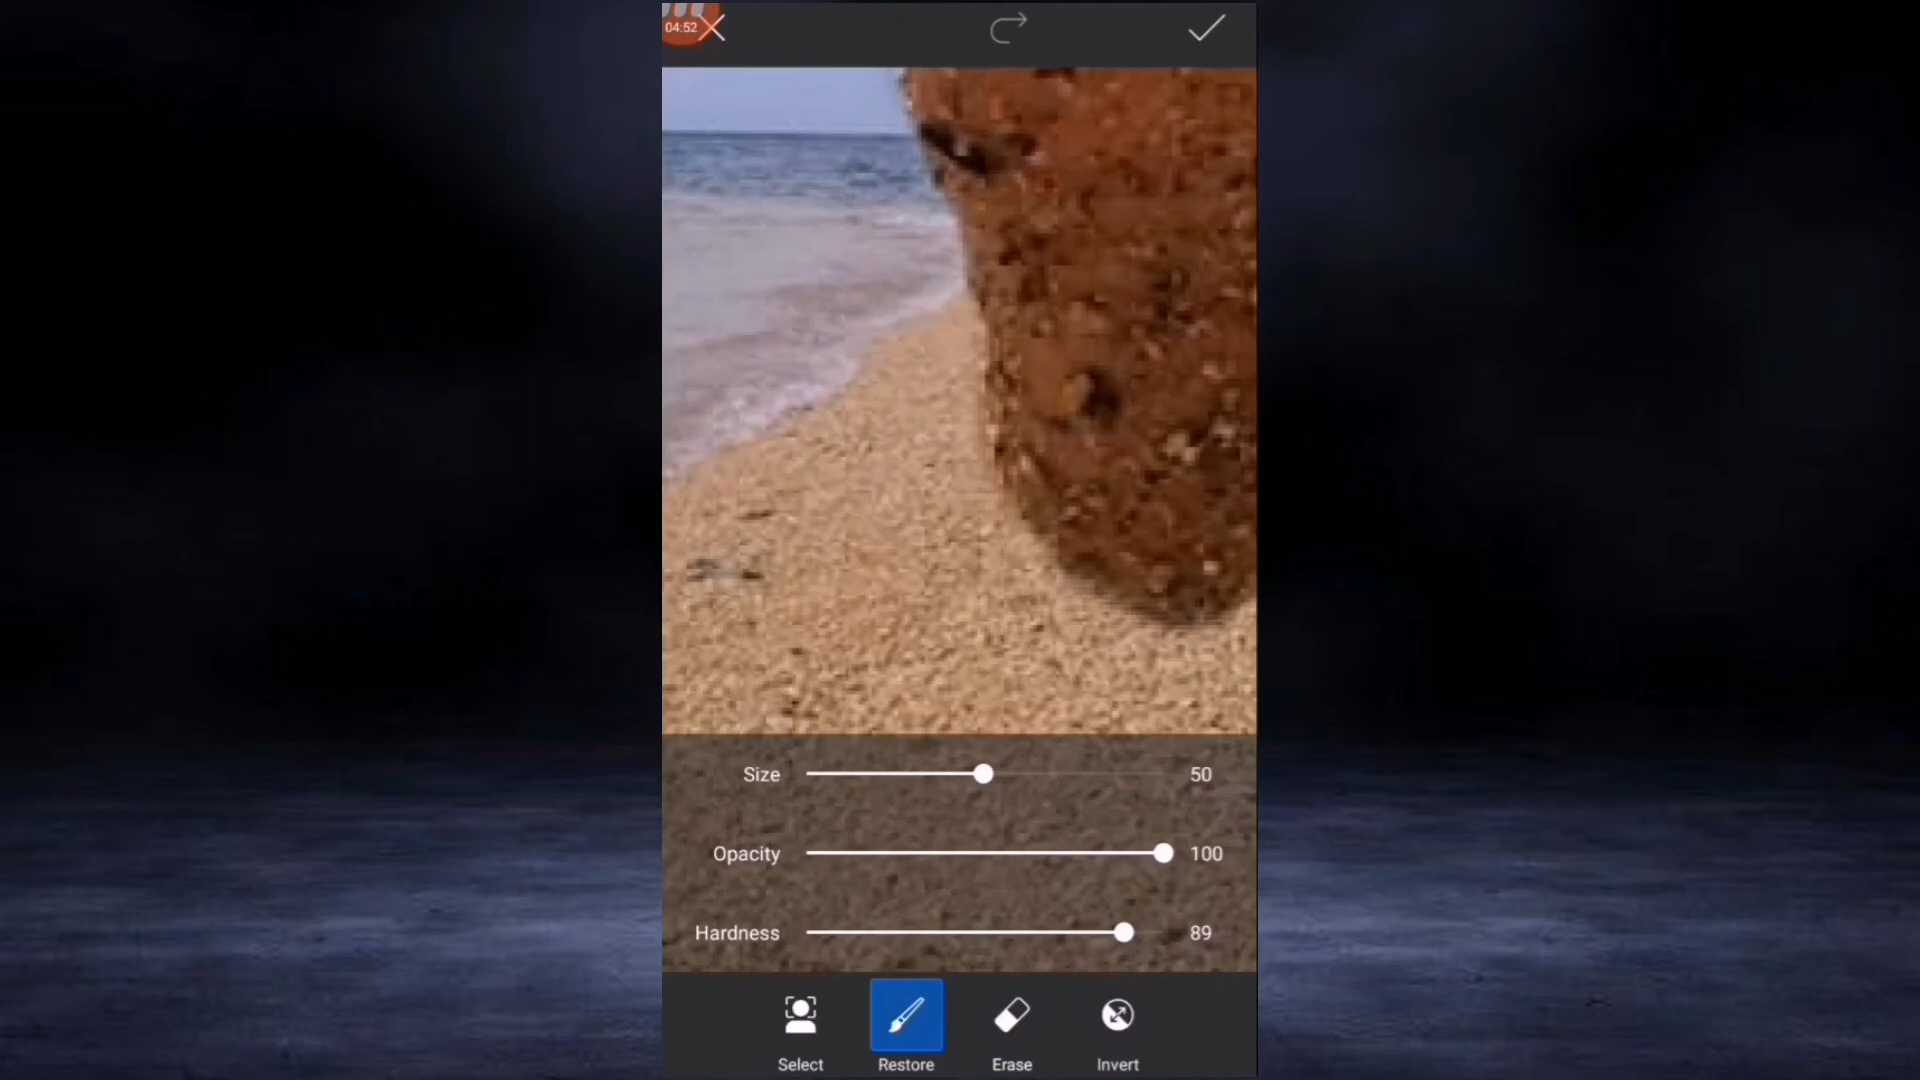 04:52
Size 50
Opacity 100
Hardness 89
Select Restore Erase Invert